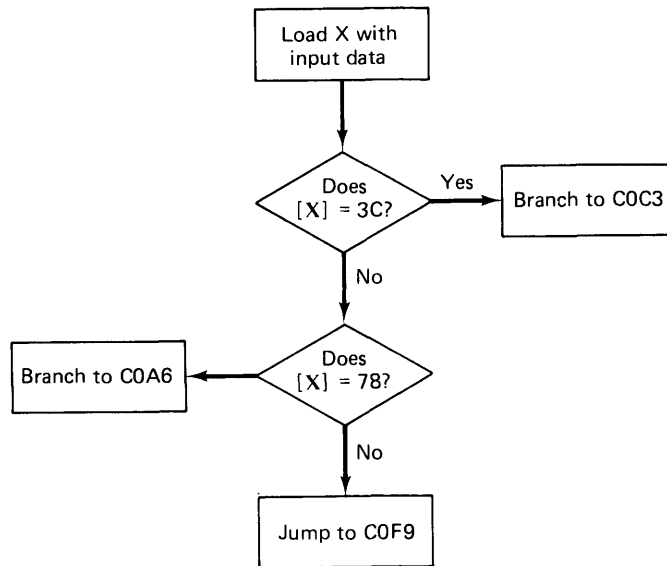 Load X with
input data
Does
[X] = 3C?
Yes
Branch to C0C3
No
Does
[X] = 78?
Branch to C0A6
No
Jump to C0F9